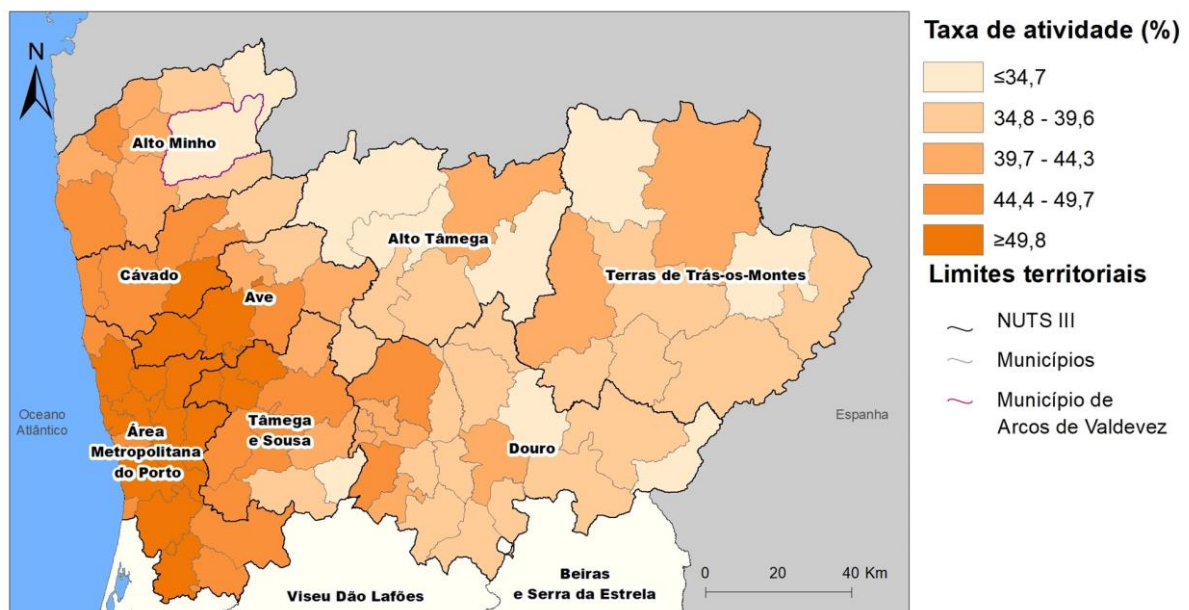 N
Alto Minho
Cávado
Ave
Alto Tâmega
Terras de Trás-os-Montes
Oceano
Atlântico
Área
Metropolitana
do Porto
Tâmega
e Sousa
Douro
Espanha
Viseu Dão Lafões
Beiras
e Serra da Estrela
0 20 40 Km
Taxa de atividade (%)
≤34,7
34,8 - 39,6
39,7 - 44,3
44,4 - 49,7
≥49,8
Limites territoriais
NUTS III
Municípios
Município de
Arcos de Valdevez